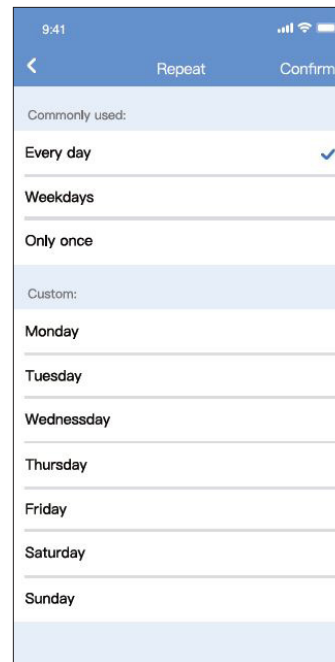 9:41
Repeat Confirm
Commonly used:
Every day
Weekdays
Only once
Custom:
Monday
Tuesday
Wednessday
Thursday
Friday
Saturday
Sunday